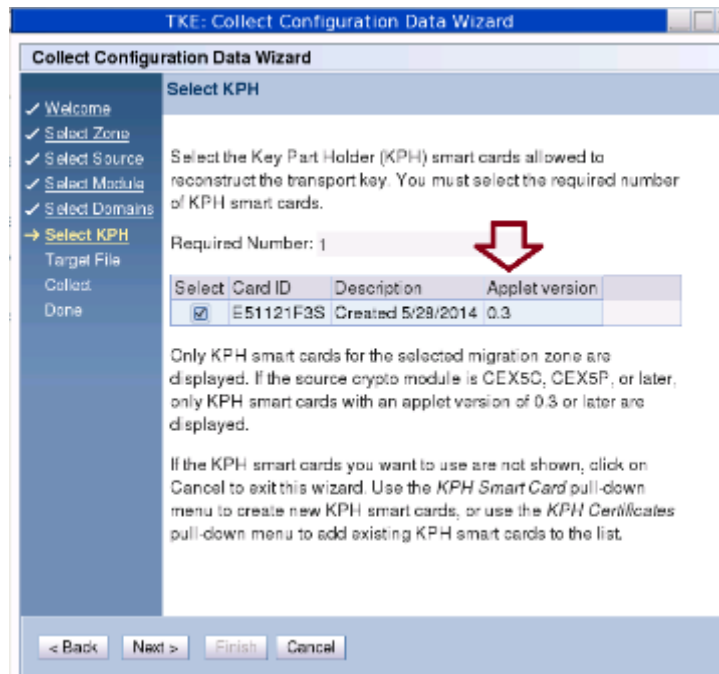 TKE: Collect Configuration Data Wizard
Collect Configuration Data Wizard
✓ Welcome
✓ Select Zone
✓ Select Source
✓ Select Module
✓ Select Domains
→ Select KPH
Target File
Collect
Done
Select KPH
Select the Key Part Holder (KPH) smart cards allowed to
reconstruct the transport key. You must select the required number
of KPH smart cards.
Required Number: 1
Select Card ID Description Applet version
E51121F3S Created 5/28/2014 0.3
Only KPH smart cards for the selected migration zone are
displayed. If the source crypto module is CEX5C, CEX5P, or later,
only KPH smart cards with an applet version of 0.3 or later are
displayed.
If the KPH smart cards you want to use are not shown, click on
Cancel to exit this wizard. Use the KPH Smart Card pull-down
menu to create new KPH smart cards, or use the KPH Certificates
pull-down menu to add existing KPH smart cards to the list.
< Back Next > Finish Cancel